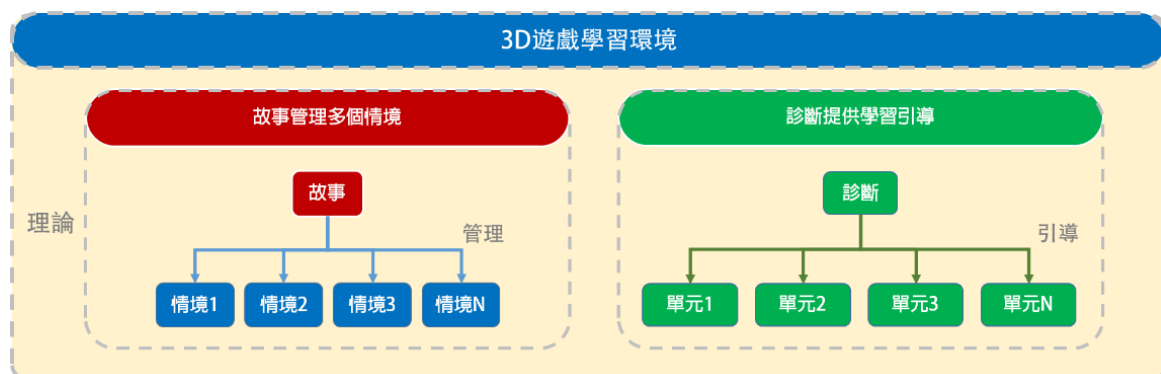 3D遊戲學習環境
故事管理多個情境
診斷提供學習引導
故事
診斷
理論
管理
引導
情境1
情境2
情境3
情境N
單元1
單元2
單元3
單元N